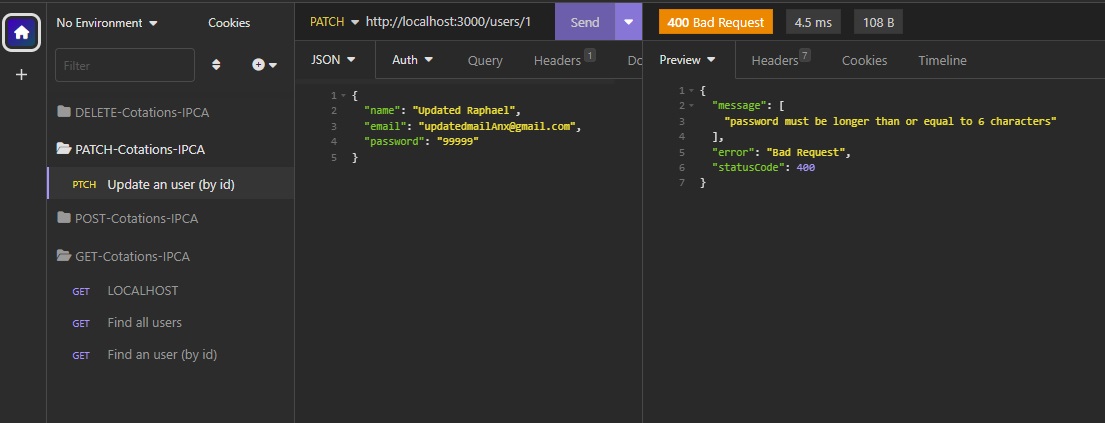 No Environment
Cookies
Filter
DELETE-Cotations-IPCA
PATCH-Cotations-IPCA
PTCH Update an user (by id)
POST-Cotations-IPCA
GET-Cotations-IPCA
GET LOCALHOST
GET Find all users
GET Find an user (by id)
PATCH http://localhost:3000/users/1 Send
JSON Auth Query Headers 1 Do
1 {
2 "name": "Updated Raphael",
3 "email": "updatedmailAnx@gmail.com",
4 "password": "99999"
5 }
400 Bad Request 4.5 ms 108 B
Preview Headers 7 Cookies Timeline
1 {
2 "message": [
3 "password must be longer than or equal to 6 characters"
4 ],
5 "error": "Bad Request",
6 "statusCode": 400
7 }